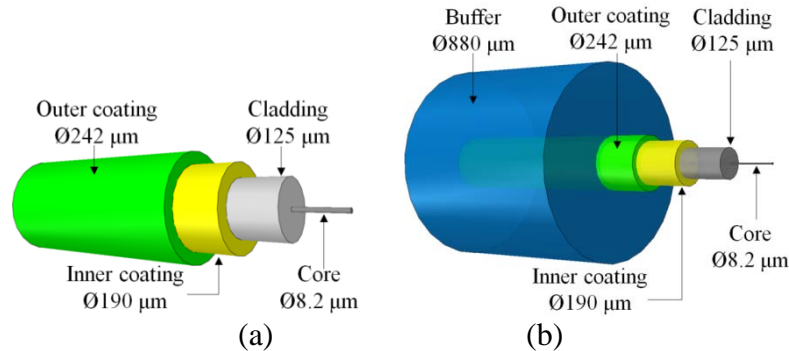 Outer coating
Ø242 μm
Cladding
Ø125 μm
Inner coating
Ø190 μm
Core
Ø8.2 μm
(a)
Buffer
Ø880 μm
Outer coating
Ø242 μm
Cladding
Ø125 μm
Core
Ø8.2 μm
Inner coating
Ø190 μm
(b)